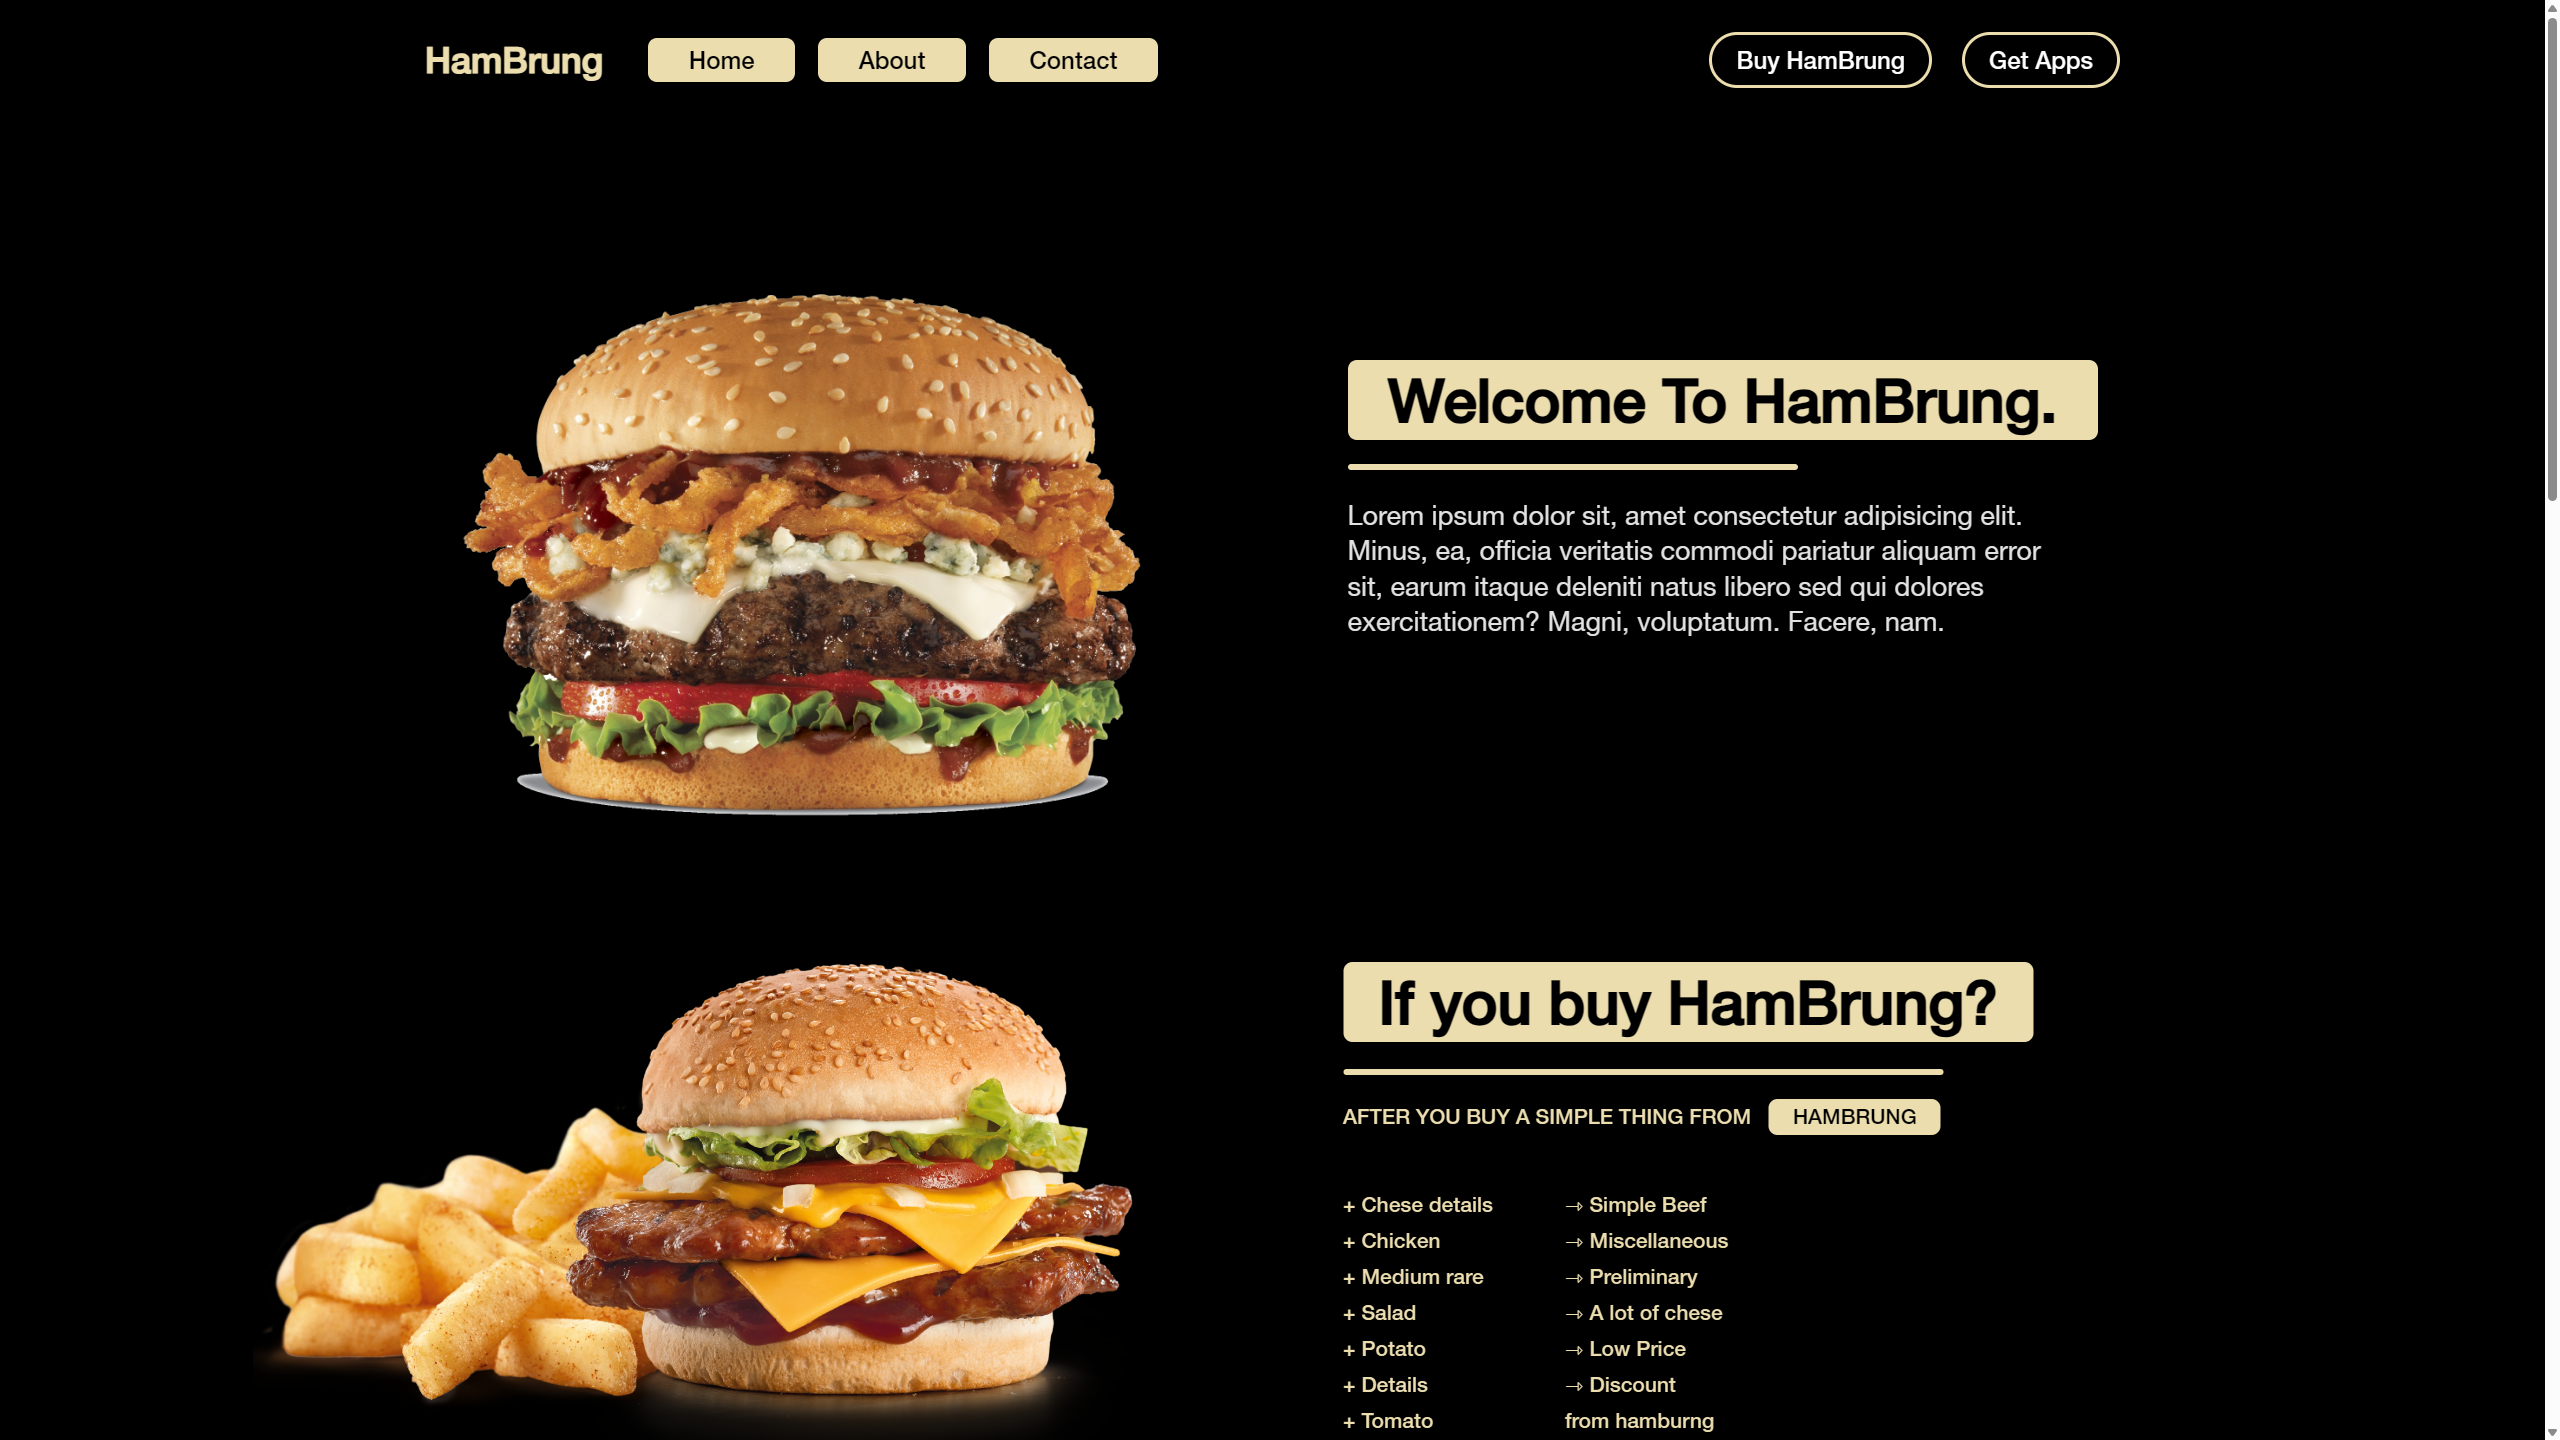 HamBrung Home About Contact Buy HamBrung Get Apps
Welcome To HamBrung.
Lorem ipsum dolor sit, amet consectetur adipisicing elit.
Minus, ea, officia veritatis commodi pariatur aliquam error
sit, earum itaque deleniti natus libero sed qui dolores
exercitationem? Magni, voluptatum. Facere, nam.
If you buy HamBrung?
AFTER YOU BUY A SIMPLE THING FROM HAMBRUNG
+ Chese details
+ Chicken
+ Medium rare
+ Salad
+ Potato
+ Details
+ Tomato
⇾ Simple Beef
⇾ Miscellaneous
⇾ Preliminary
⇾ A lot of chese
⇾ Low Price
⇾ Discount
from hamburng